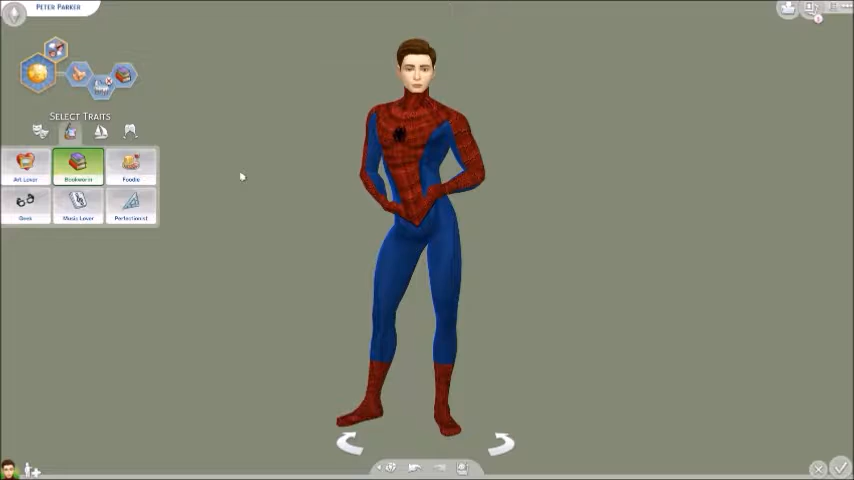 Peter Parker
Select Traits
Art Lover
Bookworm
Foodie
Geek
Music Lover
Perfectionist